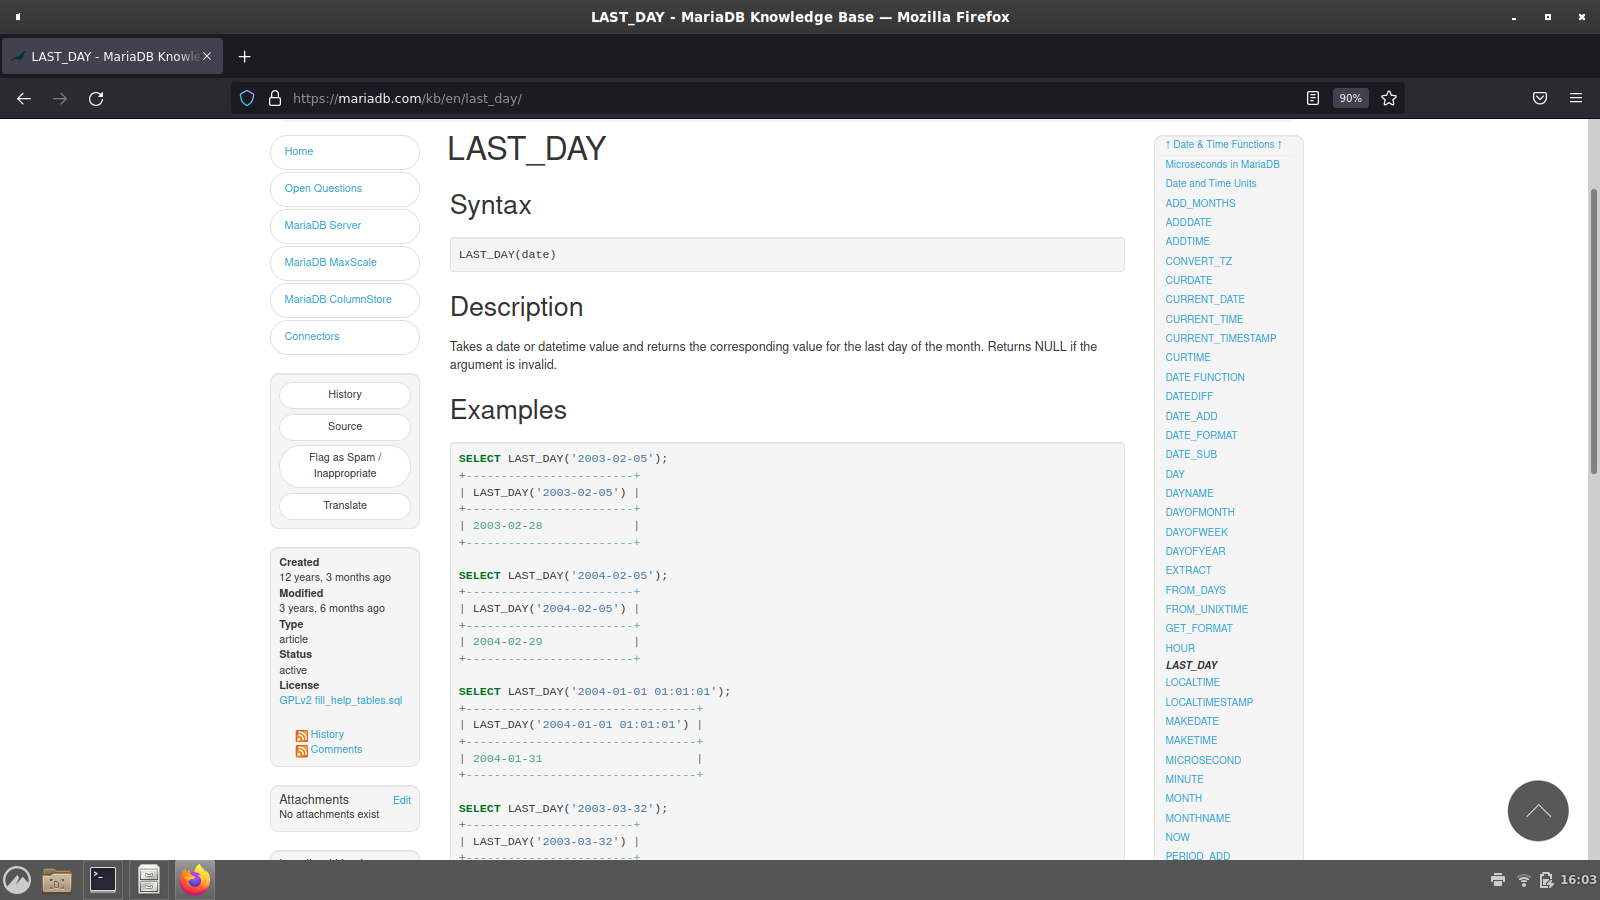 LAST_DAY - MariaDB Knowledge Base — Mozilla Firefox
LAST_DAY - MariaDB Knowle
https://mariadb.com/kb/en/last_day/
90%
Home
Open Questions
MariaDB Server
MariaDB MaxScale
MariaDB ColumnStore
Connectors
History
Source
Flag as Spam /
Inappropriate
Translate
Created
12 years, 3 months ago
Modified
3 years, 6 months ago
Type
article
Status
active
License
GPLv2 fill_help_tables.sql
History
Comments
Attachments Edit
No attachments exist
LAST_DAY
Syntax
LAST_DAY(date)
Description
Takes a date or datetime value and returns the corresponding value for the last day of the month. Returns NULL if the
argument is invalid.
Examples
SELECT LAST_DAY('2003-02-05');
+------------------------+
| LAST_DAY('2003-02-05') |
+------------------------+
| 2003-02-28             |
+------------------------+
SELECT LAST_DAY('2004-02-05');
+------------------------+
| LAST_DAY('2004-02-05') |
+------------------------+
| 2004-02-29             |
+------------------------+
SELECT LAST_DAY('2004-01-01 01:01:01');
+---------------------------------+
| LAST_DAY('2004-01-01 01:01:01') |
+---------------------------------+
| 2004-01-31                      |
+---------------------------------+
SELECT LAST_DAY('2003-03-32');
+------------------------+
| LAST_DAY('2003-03-32') |
+------------------------+
↑ Date & Time Functions ↑
Microseconds in MariaDB
Date and Time Units
ADD_MONTHS
ADDDATE
ADDTIME
CONVERT_TZ
CURDATE
CURRENT_DATE
CURRENT_TIME
CURRENT_TIMESTAMP
CURTIME
DATE FUNCTION
DATEDIFF
DATE_ADD
DATE_FORMAT
DATE_SUB
DAY
DAYNAME
DAYOFMONTH
DAYOFWEEK
DAYOFYEAR
EXTRACT
FROM_DAYS
FROM_UNIXTIME
GET_FORMAT
HOUR
LAST_DAY
LOCALTIME
LOCALTIMESTAMP
MAKEDATE
MAKETIME
MICROSECOND
MINUTE
MONTH
MONTHNAME
NOW
PERIOD_ADD
16:03